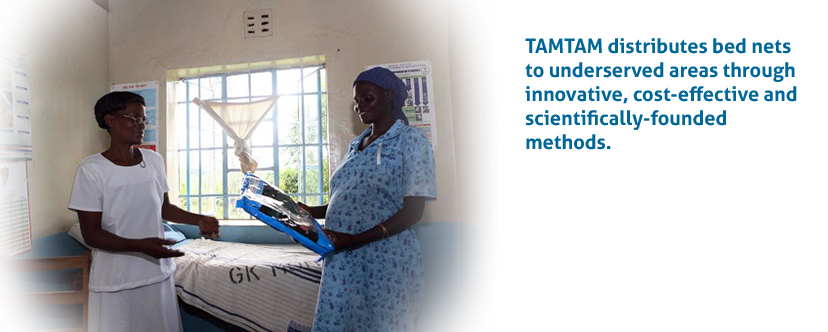 TAMTAM distributes bed nets
to underserved areas through
innovative, cost-effective and
scientifically-founded
methods.
GK